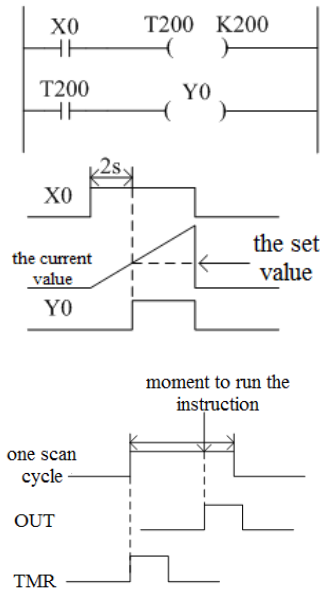 X0 T200 K200
T200 Y0
2s
X0
the current
value
the set
value
Y0
moment to run the
instruction
one scan
cycle
OUT
TMR